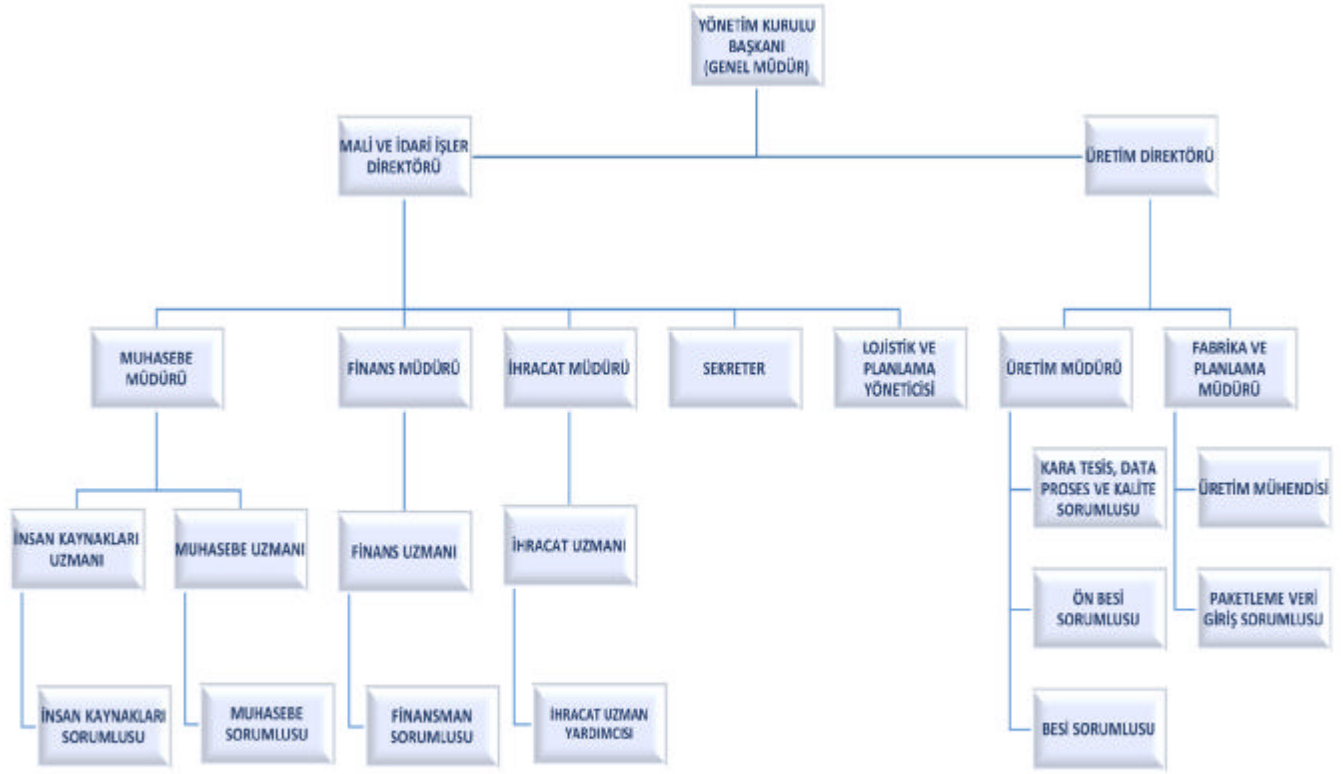 YÖNETİM KURULU
BAŞKANI
(GENEL MÜDÜR)
MALİ VE İDARİ İŞLER
DİREKTÖRÜ
ÜRETİM DİREKTÖRÜ
MUHASEBE
MÜDÜRÜ
FİNANS MÜDÜRÜ
İHRACAT MÜDÜRÜ
SEKRETER
LOJİSTİK VE
PLANLAMA
YÖNETİCİSİ
ÜRETİM MÜDÜRÜ
FABRİKA VE
PLANLAMA
MÜDÜRÜ
KARA TESİS, DATA
PROSES VE KALİTE
SORUMLUSU
ÜRETİM MÜHENDİSİ
İNSAN KAYNAKLARI
UZMANI
MUHASEBE UZMANI
FİNANS UZMANI
İHRACAT UZMANI
ÖN BESİ
SORUMLUSU
PAKETLEME VERİ
GİRİŞ SORUMLUSU
İNSAN KAYNAKLARI
SORUMLUSU
MUHASEBE
SORUMLUSU
FİNANSMAN
SORUMLUSU
İHRACAT UZMAN
YARDIMCISI
BESİ SORUMLUSU